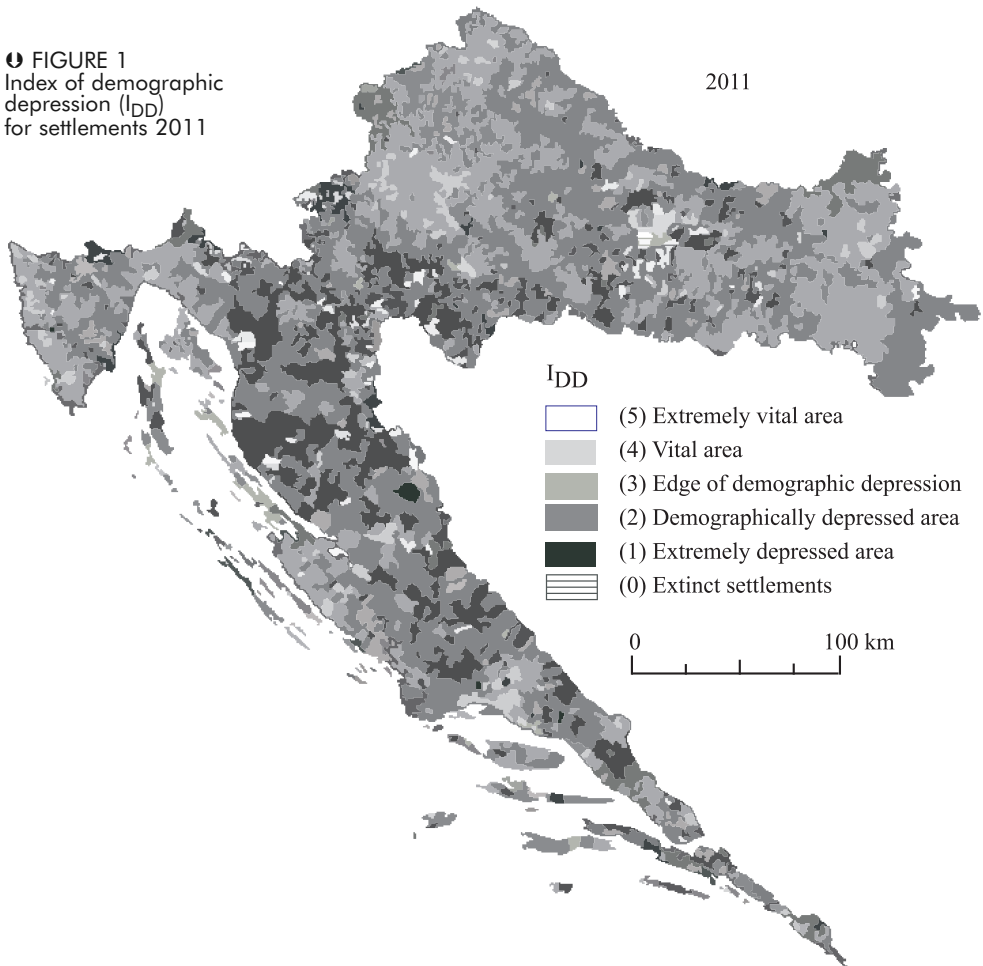 FIGURE 1
Index of demographic
depression (IDD)
for settlements 2011
2011
IDD
(5) Extremely vital area
(4) Vital area
(3) Edge of demographic depression
(2) Demographically depressed area
(1) Extremely depressed area
(0) Extinct settlements
0 100 km